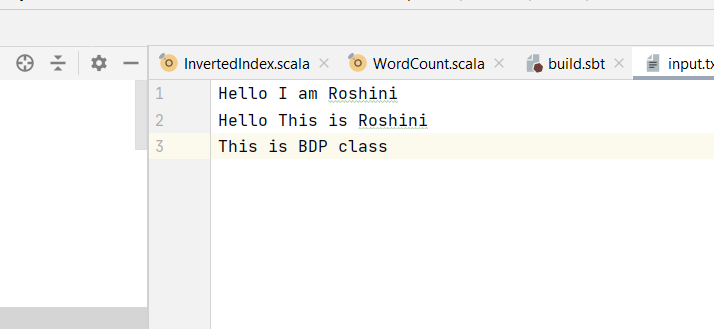 InvertedIndex.scala WordCount.scala build.sbt input.tx
1 Hello I am Roshini
2 Hello This is Roshini
3 This is BDP class